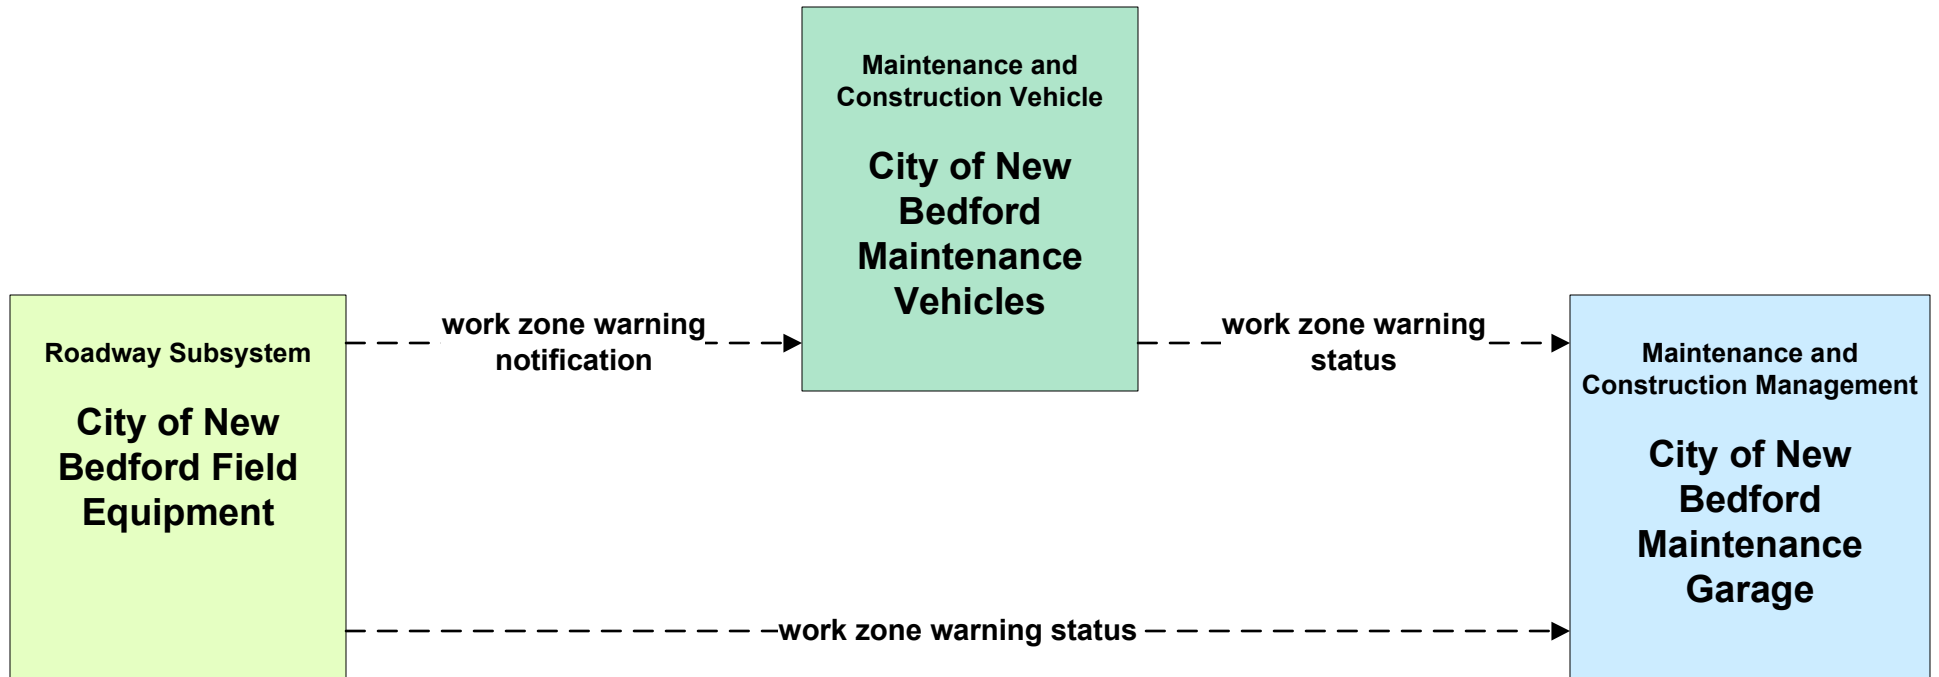 Maintenance and
Construction Vehicle
City of New
Bedford
Maintenance
Vehicles
Roadway Subsystem
City of New
Bedford Field
Equipment
work zone warning
notification
work zone warning
status
Maintenance and
Construction Management
City of New
Bedford
Maintenance
Garage
work zone warning status